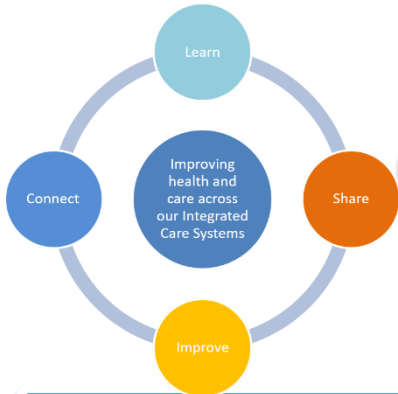 Learn
Improving
health and
care across
our Integrated
Care Systems
Connect
Share
Improve